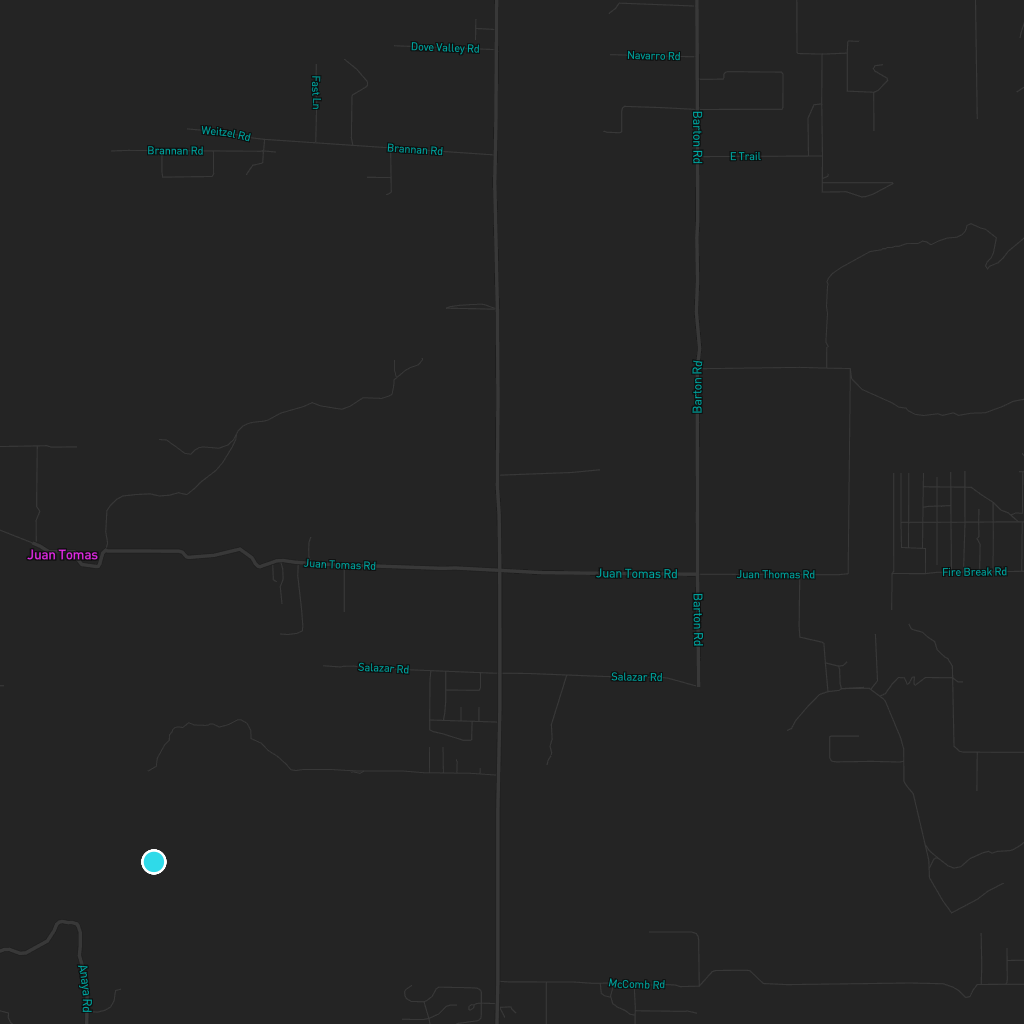 Dove Valley Rd
Navarro Rd
Fast Ln
Weitzel Rd
Brannan Rd
Brannan Rd
Barton Rd
E Trail
Barton Rd
Juan Tomas
Juan Tomas Rd
Juan Tomas Rd
Juan Thomas Rd
Fire Break Rd
Barton Rd
Salazar Rd
Salazar Rd
Anaya Rd
McComb Rd